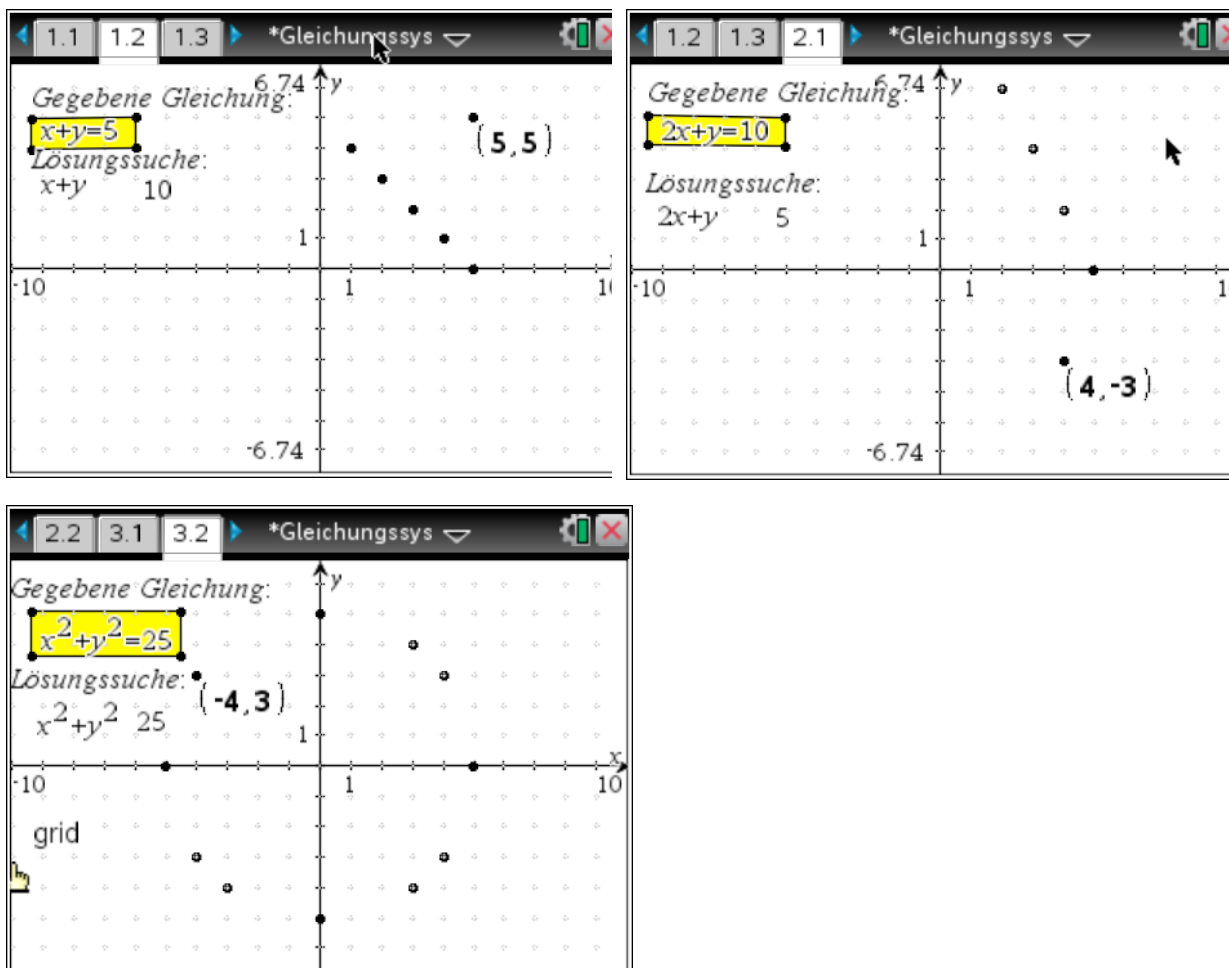 1.1 1.2 1.3 *Gleichungssys
6.74 y
Gegebene Gleichung:
x+y=5
(5,5)
Lösungssuche:
x+y 10
1
-10 1 10
-6.74
1.2 1.3 2.1 *Gleichungssys
6.74 y
Gegebene Gleichung:
2x+y=10
Lösungssuche:
2x+y 5
1
-10 1 1
(4,-3)
-6.74
2.2 3.1 3.2 *Gleichungssys
y
Gegebene Gleichung:
x²+y²=25
Lösungssuche:
(-4,3)
x²+y² 25
1
x
-10 1 10
grid